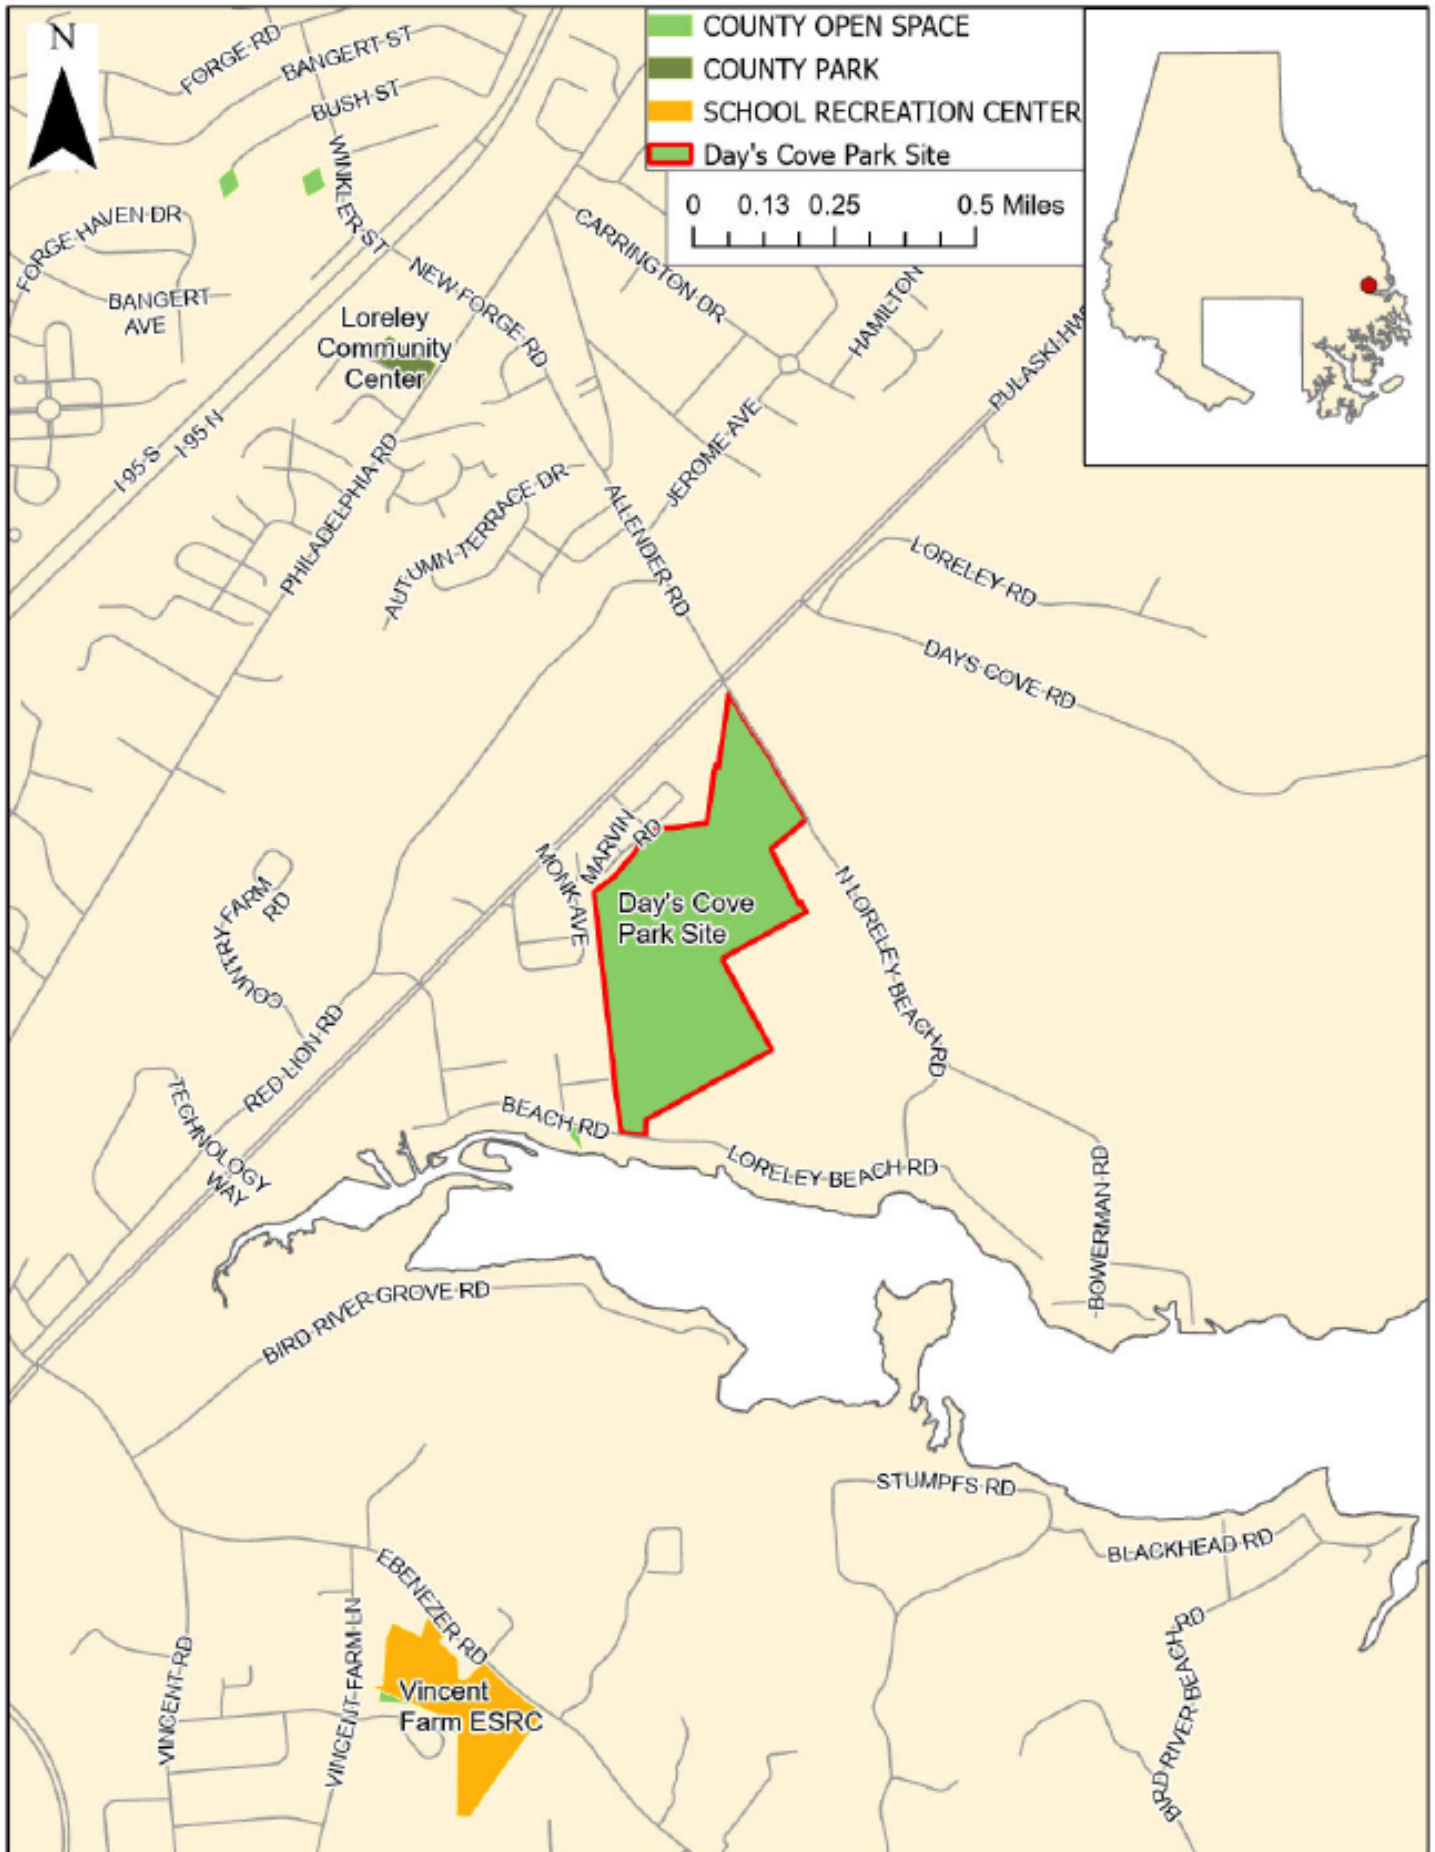 N
COUNTY OPEN SPACE
COUNTY PARK
SCHOOL RECREATION CENTER
Day's Cove Park Site
0 0.13 0.25 0.5 Miles
FORGE RD
BANGERT ST
BUSH ST
WINKLER ST
FORGE HAVEN DR
BANGERT
AVE
NEW FORGE RD
CARRINGTON DR
HAMILTON
PULASKI HW
Loreley
Community
Center
I-95 S
I-95 N
PHILADELPHIA RD
AUTUMN TERRACE DR
JEROME AVE
ALLENDER RD
LORELEY RD
DAYS COVE RD
MARVIN
RD
MONK AVE
Day's Cove
Park Site
N LORELEY BEACH RD
COUNTRY FARM
RD
RED LION RD
TECHNOLOGY
WAY
BEACH RD
LORELEY BEACH RD
BOWERMAN RD
BIRD RIVER GROVE RD
STUMPFS RD
BLACKHEAD RD
EBENEZER RD
VINCENT RD
VINCENT FARM LN
Vincent
Farm ESRC
BIRD RIVER BEACH RD